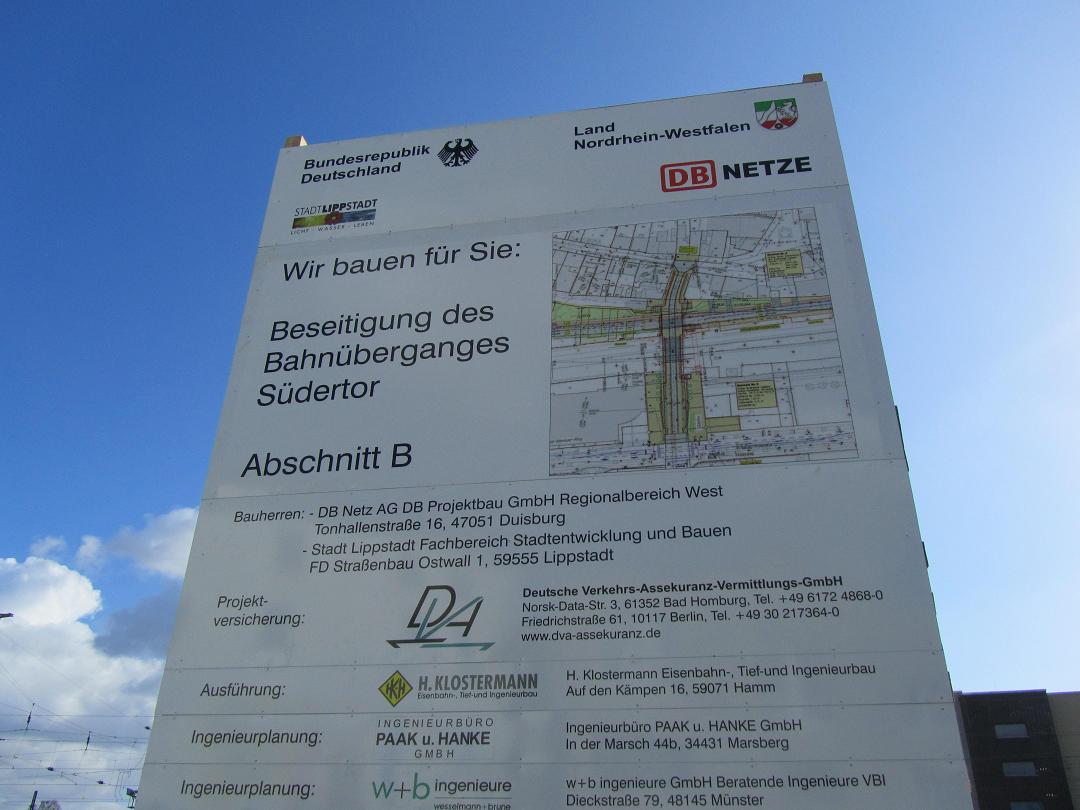 Bundesrepublik
Deutschland
Land
Nordrhein-Westfalen
DB NETZE
STADTLIPPSTADT
LICHT · WASSER · LEBEN
Wir bauen für Sie:
Beseitigung des
Bahnüberganges
Südertor
Abschnitt B
Bauherren: - DB Netz AG DB Projektbau GmbH Regionalbereich West
Tonhallenstraße 16, 47051 Duisburg
- Stadt Lippstadt Fachbereich Stadtentwicklung und Bauen
FD Straßenbau Ostwall 1, 59555 Lippstadt
Projekt-
versicherung:
DVA
Deutsche Verkehrs-Assekuranz-Vermittlungs-GmbH
Norsk-Data-Str. 3, 61352 Bad Homburg, Tel. +49 6172 4868-0
Friedrichstraße 61, 10117 Berlin, Tel. +49 30 217364-0
www.dva-assekuranz.de
Ausführung:
HKH
H. KLOSTERMANN
Eisenbahn-, Tief-und Ingenieurbau
H. Klostermann Eisenbahn-, Tief-und Ingenieurbau
Auf den Kämpen 16, 59071 Hamm
Ingenieurplanung:
INGENIEURBÜRO
PAAK u. HANKE
GMBH
Ingenieurbüro PAAK u. HANKE GmbH
In der Marsch 44b, 34431 Marsberg
Ingenieurplanung:
w+b ingenieure
wesselmann+brune
w+b ingenieure GmbH Beratende Ingenieure VBI
Dieckstraße 79, 48145 Münster